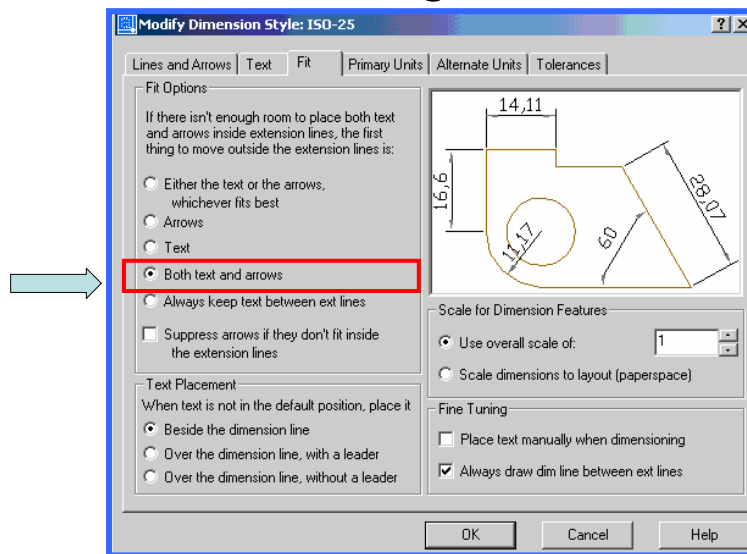 Modify Dimension Style: ISO-25
Lines and Arrows Text Fit Primary Units Alternate Units Tolerances
Fit Options
If there isn't enough room to place both text
and arrows inside extension lines, the first
thing to move outside the extension lines is:
Either the text or the arrows,
whichever fits best
Arrows
Text
Both text and arrows
Always keep text between ext lines
Suppress arrows if they don't fit inside
the extension lines
Text Placement
When text is not in the default position, place it
Beside the dimension line
Over the dimension line, with a leader
Over the dimension line, without a leader
14,11
16,6
28,07
11,17
60
Scale for Dimension Features
Use overall scale of: 1
Scale dimensions to layout (paperspace)
Fine Tuning
Place text manually when dimensioning
Always draw dim line between ext lines
OK Cancel Help